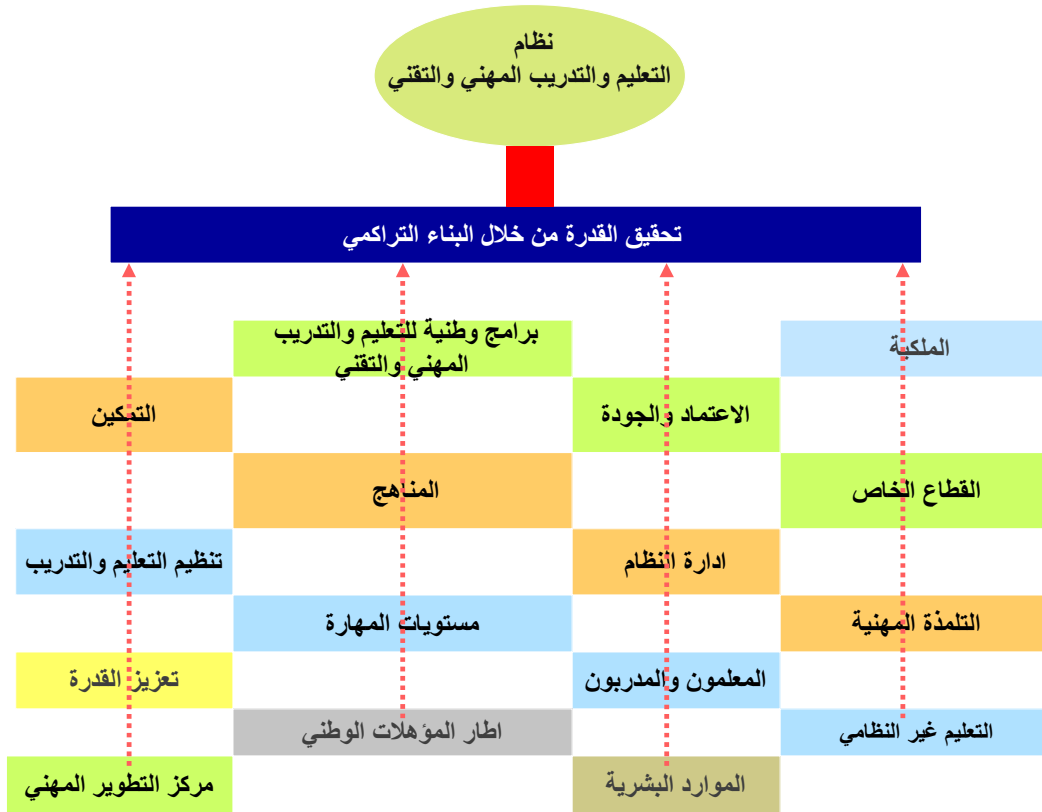 نظام
التعليم والتدريب المهني والتقني
تحقيق القدرة من خلال البناء التراكمي
برامج وطنية للتعليم والتدريب
المهني والتقني
الملكية
التمكين
الاعتماد والجودة
المناهج
القطاع الخاص
تنظيم التعليم والتدريب
ادارة النظام
مستويات المهارة
التلمذة المهنية
تعزيز القدرة
المعلمون والمدربون
اطار المؤهلات الوطني
التعليم غير النظامي
مركز التطوير المهني
الموارد البشرية